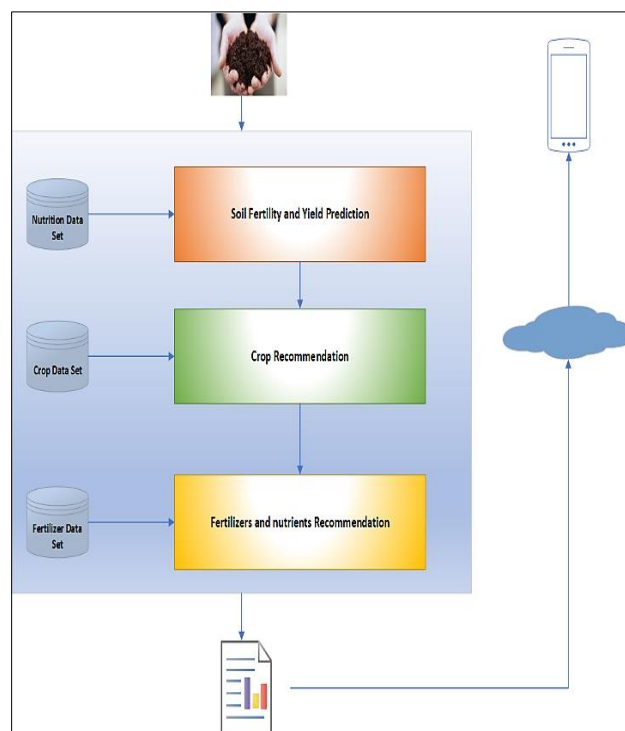 Nutrition Data
Set
Soil Fertility and Yield Prediction
Crop Data Set
Crop Recommendation
Fertilizer Data
Set
Fertilizers and nutrients Recommendation